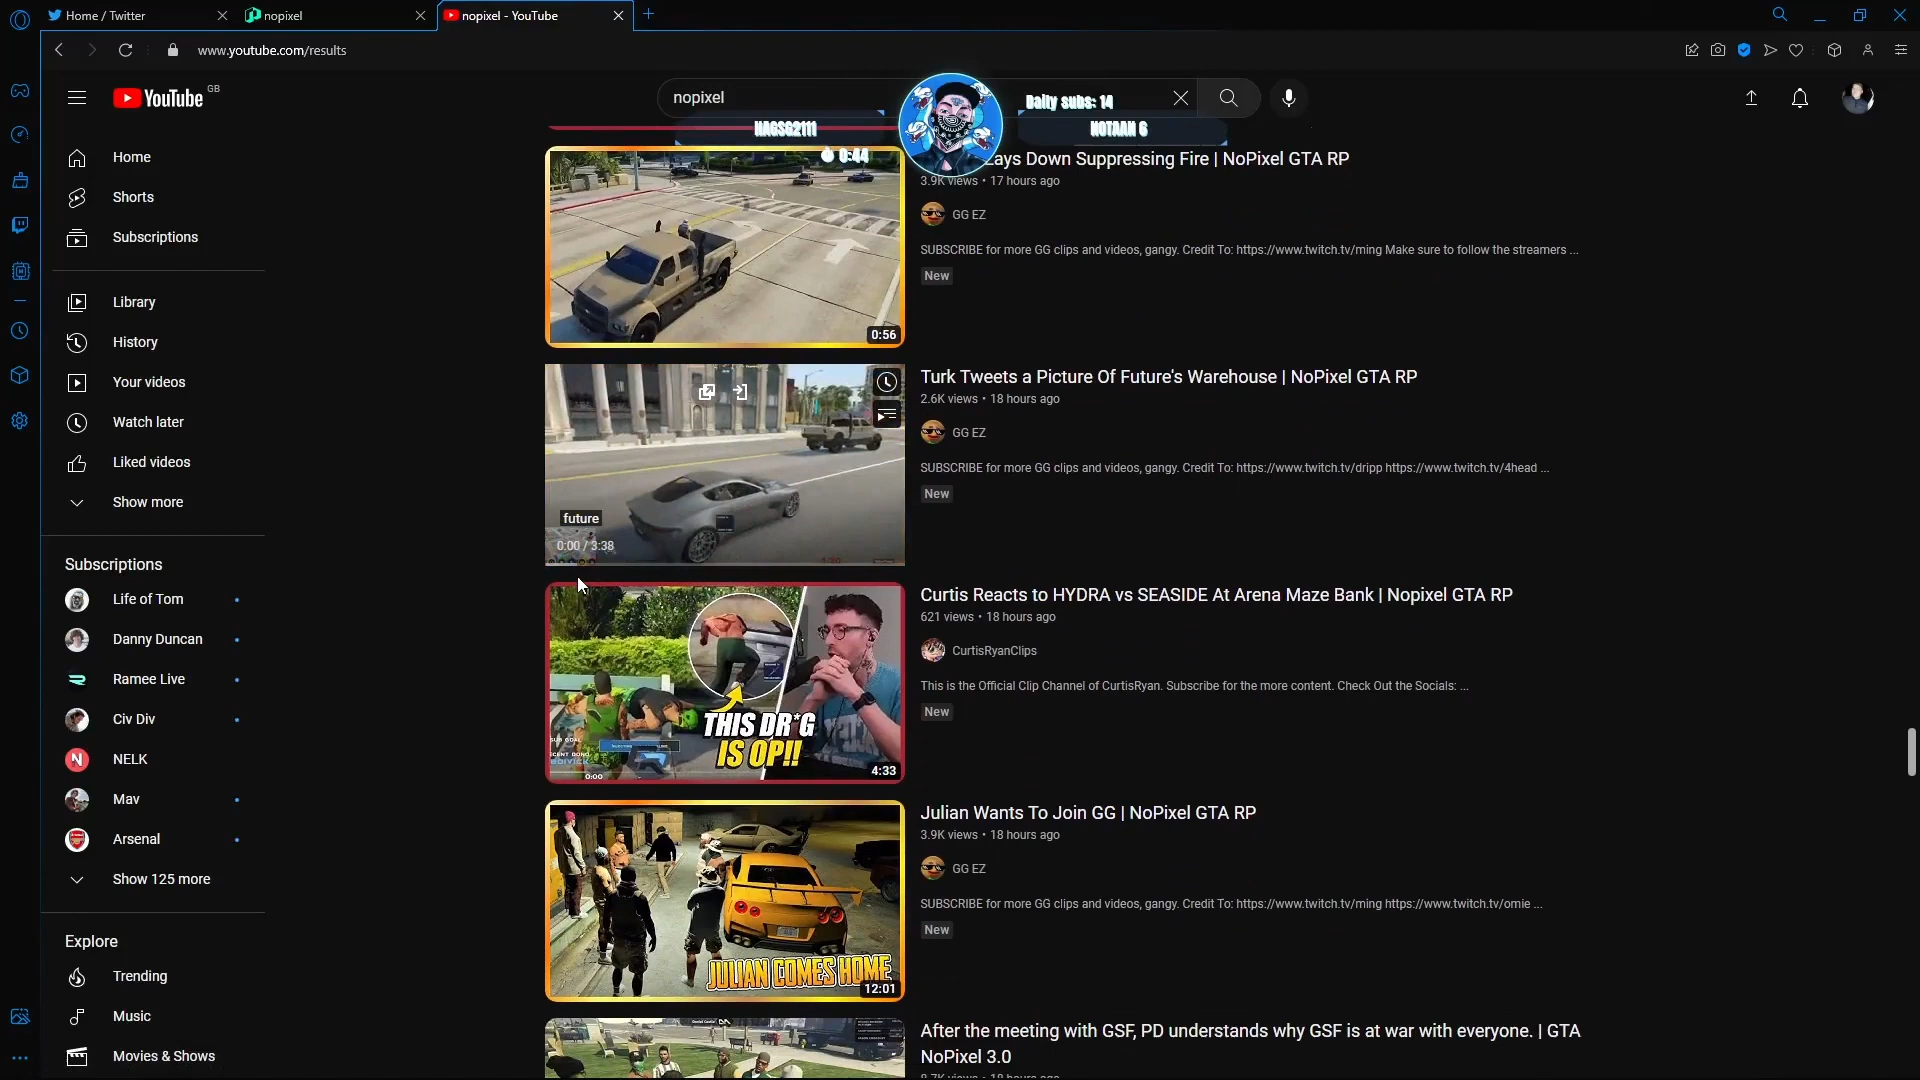 Home / Twitter
nopixel
nopixel - YouTube
www.youtube.com/results
YouTube GB
nopixel
Daily subs: 14
HAGSG2111
NOTAAN 6
0:44
Home
Shorts
Subscriptions
Library
History
Your videos
Watch later
Liked videos
Show more
Subscriptions
Life of Tom
Danny Duncan
Ramee Live
Civ Div
NELK
Mav
Arsenal
Show 125 more
Explore
Trending
Music
Movies & Shows
Lays Down Suppressing Fire | NoPixel GTA RP
3.9K views • 17 hours ago
GG EZ
SUBSCRIBE for more GG clips and videos, gangy. Credit To: https://www.twitch.tv/ming Make sure to follow the streamers ...
New
0:56
Turk Tweets a Picture Of Future's Warehouse | NoPixel GTA RP
2.6K views • 18 hours ago
GG EZ
SUBSCRIBE for more GG clips and videos, gangy. Credit To: https://www.twitch.tv/dripp https://www.twitch.tv/4head ...
New
future
0:00 / 3:38
Curtis Reacts to HYDRA vs SEASIDE At Arena Maze Bank | Nopixel GTA RP
621 views • 18 hours ago
CurtisRyanClips
This is the Official Clip Channel of CurtisRyan. Subscribe for the more content. Check Out the Socials: ...
New
THIS DR*G
IS OP!!
SUB GOAL
0:00
4:33
Julian Wants To Join GG | NoPixel GTA RP
3.9K views • 18 hours ago
GG EZ
SUBSCRIBE for more GG clips and videos, gangy. Credit To: https://www.twitch.tv/ming https://www.twitch.tv/omie ...
New
JULIAN COMES HOME
12:01
After the meeting with GSF, PD understands why GSF is at war with everyone. | GTA
NoPixel 3.0
8.7K views • 18 hours ago